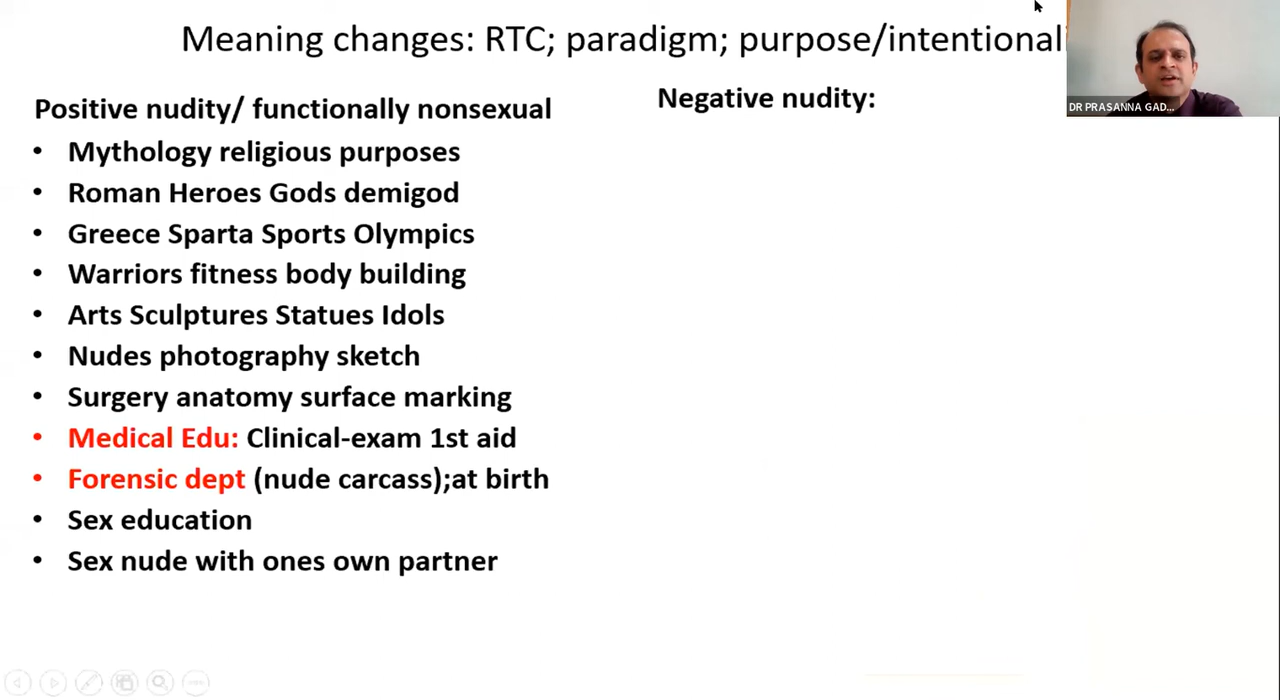 Meaning changes: RTC; paradigm; purpose/intentionali
DR PRASANNA GAD...
Positive nudity/ functionally nonsexual
• Mythology religious purposes
• Roman Heroes Gods demigod
• Greece Sparta Sports Olympics
• Warriors fitness body building
• Arts Sculptures Statues Idols
• Nudes photography sketch
• Surgery anatomy surface marking
• Medical Edu: Clinical-exam 1st aid
• Forensic dept (nude carcass);at birth
• Sex education
• Sex nude with ones own partner
Negative nudity: